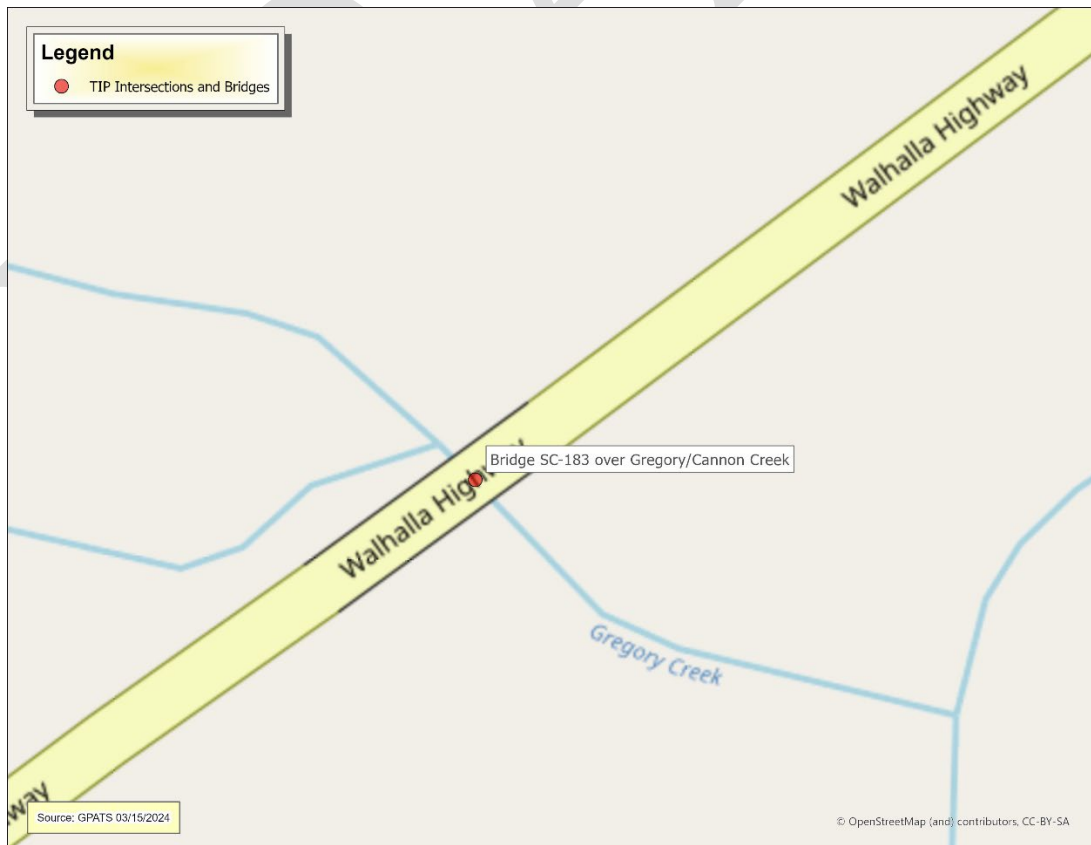 Legend
TIP Intersections and Bridges
Walhalla Highway
Bridge SC-183 over Gregory/Cannon Creek
Walhalla Highway
Gregory Creek
way
Source: GPATS 03/15/2024
© OpenStreetMap (and) contributors, CC-BY-SA